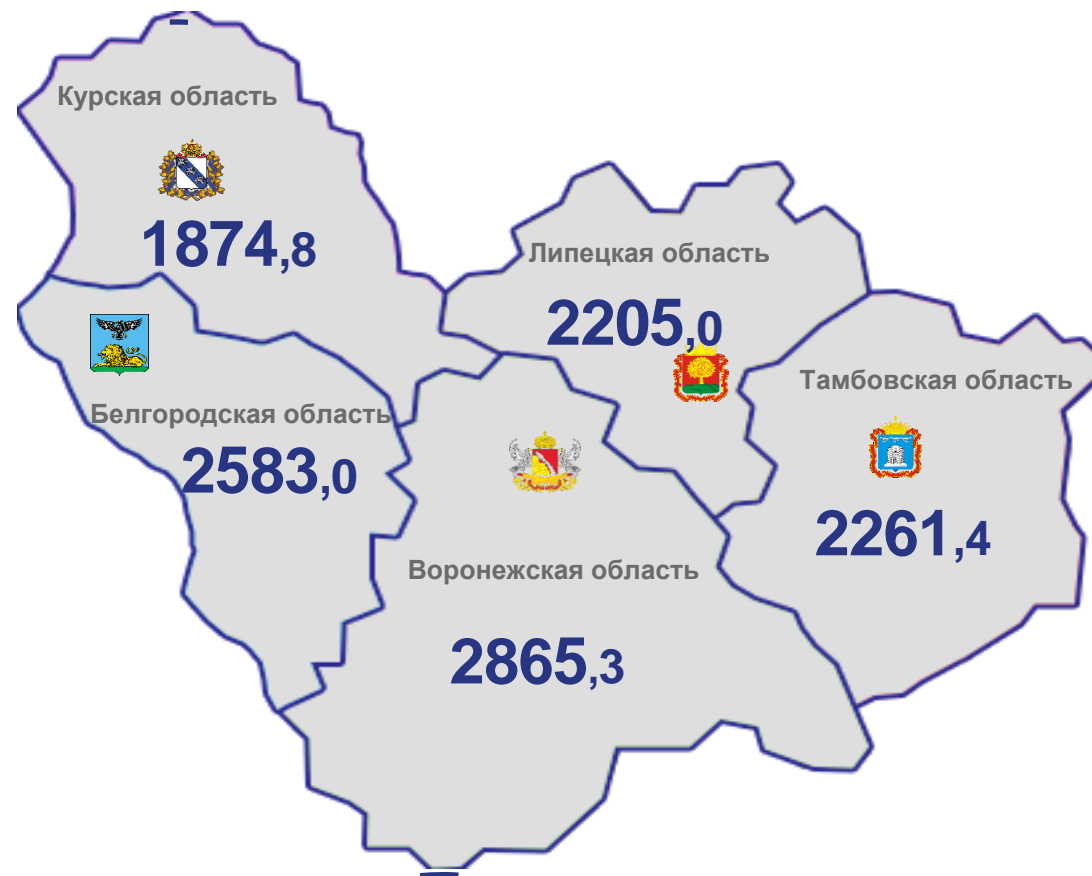 Курская область
1874,8
Липецкая область
2205,0
Тамбовская область
2261,4
Белгородская область
2583,0
Воронежская область
2865,3